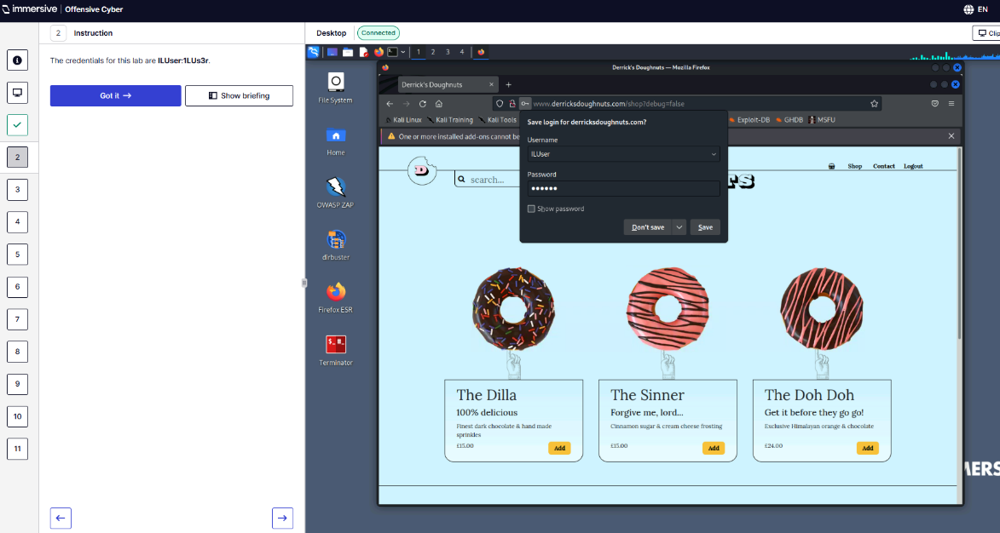 immersive | Offensive Cyber
EN
2 Instruction
Desktop Connected
The credentials for this lab are ILUser:1LUs3r.
Got it →
Show briefing
2
3
4
5
6
7
8
9
10
11
1 2 3 4
File System
Home
OWASP ZAP
dirbuster
Firefox ESR
Terminator
Derrick's Doughnuts — Mozilla Firefox
Derrick's Doughnuts
www.derricksdoughnuts.com/shop?debug=false
Kali Linux Kali Training Kali Tools
Exploit-DB GHDB MSFU
One or more installed add-ons cannot be
Save login for derricksdoughnuts.com?
Username
ILUser
Password
••••••
Show password
Don't save
Save
search...
Shop Contact Logout
The Dilla
100% delicious
Finest dark chocolate & hand made
sprinkles
£15.00
Add
The Sinner
Forgive me, lord...
Cinnamon sugar & cream cheese frosting
£15.00
Add
The Doh Doh
Get it before they go go!
Exclusive Himalayan orange & chocolate
£24.00
Add